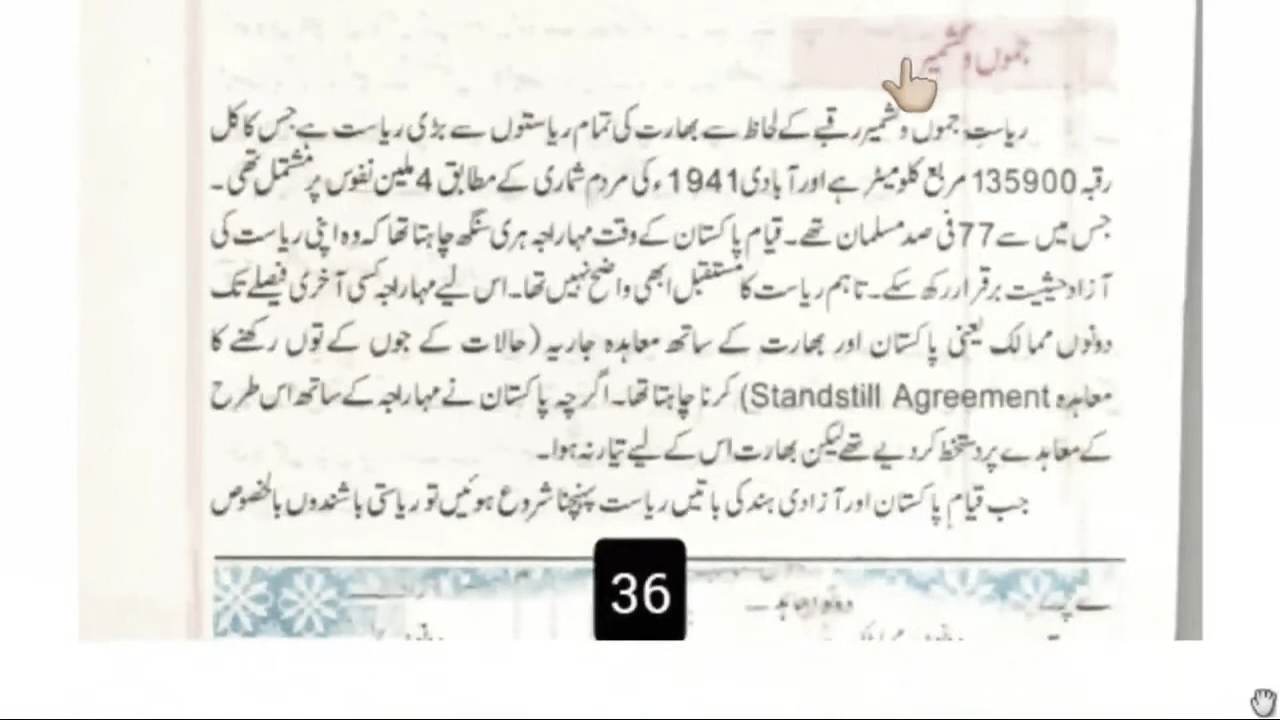 جموں و کشمیر
ریاستِ جموں و کشمیر رقبے کے لحاظ سے بھارت کی تمام ریاستوں سے بڑی ریاست ہے جس کا کل
رقبہ 135900 مربع کلومیٹر ہے اور آبادی 1941ء کی مردم شماری کے مطابق 4 ملین نفوس پر مشتمل تھی۔
جس میں سے 77 فی صد مسلمان تھے۔ قیام پاکستان کے وقت مہاراجہ ہری سنگھ چاہتا تھا کہ وہ اپنی ریاست کی
آزاد حیثیت برقرار رکھ سکے۔ تاہم ریاست کا مستقبل ابھی واضح نہیں تھا۔ اس لیے مہاراجہ کسی آخری فیصلے تک
دونوں ممالک یعنی پاکستان اور بھارت کے ساتھ معاہدہ جاریہ (حالات کے جوں کے توں رکھنے کا
معاہدہ Standstill Agreement) کرنا چاہتا تھا۔ اگر چہ پاکستان نے مہاراجہ کے ساتھ اس طرح
کے معاہدے پر دستخط کر دیے تھے لیکن بھارت اس کے لیے تیار نہ ہوا۔
جب قیام پاکستان اور آزادی ہند کی باتیں ریاست پہنچنا شروع ہوئیں تو ریاستی باشندوں بالخصوص
36